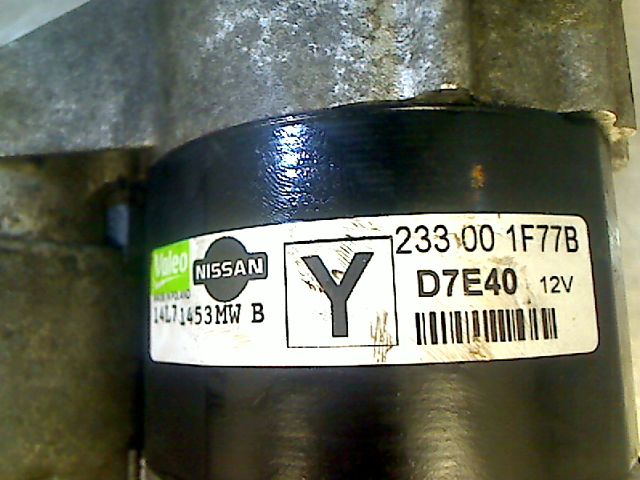 Valeo
NISSAN
14L71453MW B
Y
233 00 1F77B
D7E40 12V